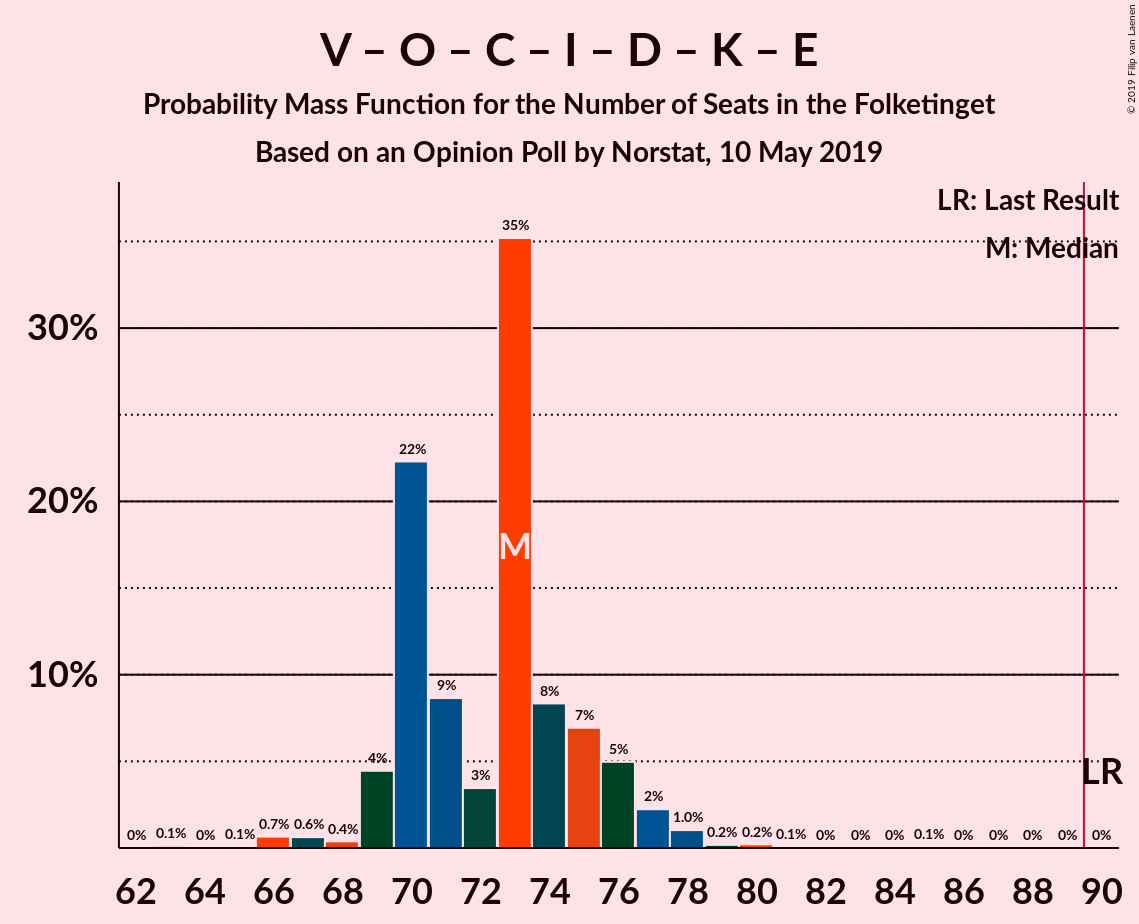 V – O – C – I – D – K – E
Probability Mass Function for the Number of Seats in the Folketinget
Based on an Opinion Poll by Norstat, 10 May 2019
© 2019 Filip van Laenen
LR: Last Result
M: Median
35%
30%
22%
20%
M
10%
9%
8%
7%
5%
4%
3%
2%
LR
0% 0.1% 0% 0.1% 0.7% 0.6% 0.4% 1.0% 0.2% 0.2% 0.1% 0% 0% 0% 0.1% 0% 0% 0% 0% 0%
62 64 66 68 70 72 74 76 78 80 82 84 86 88 90